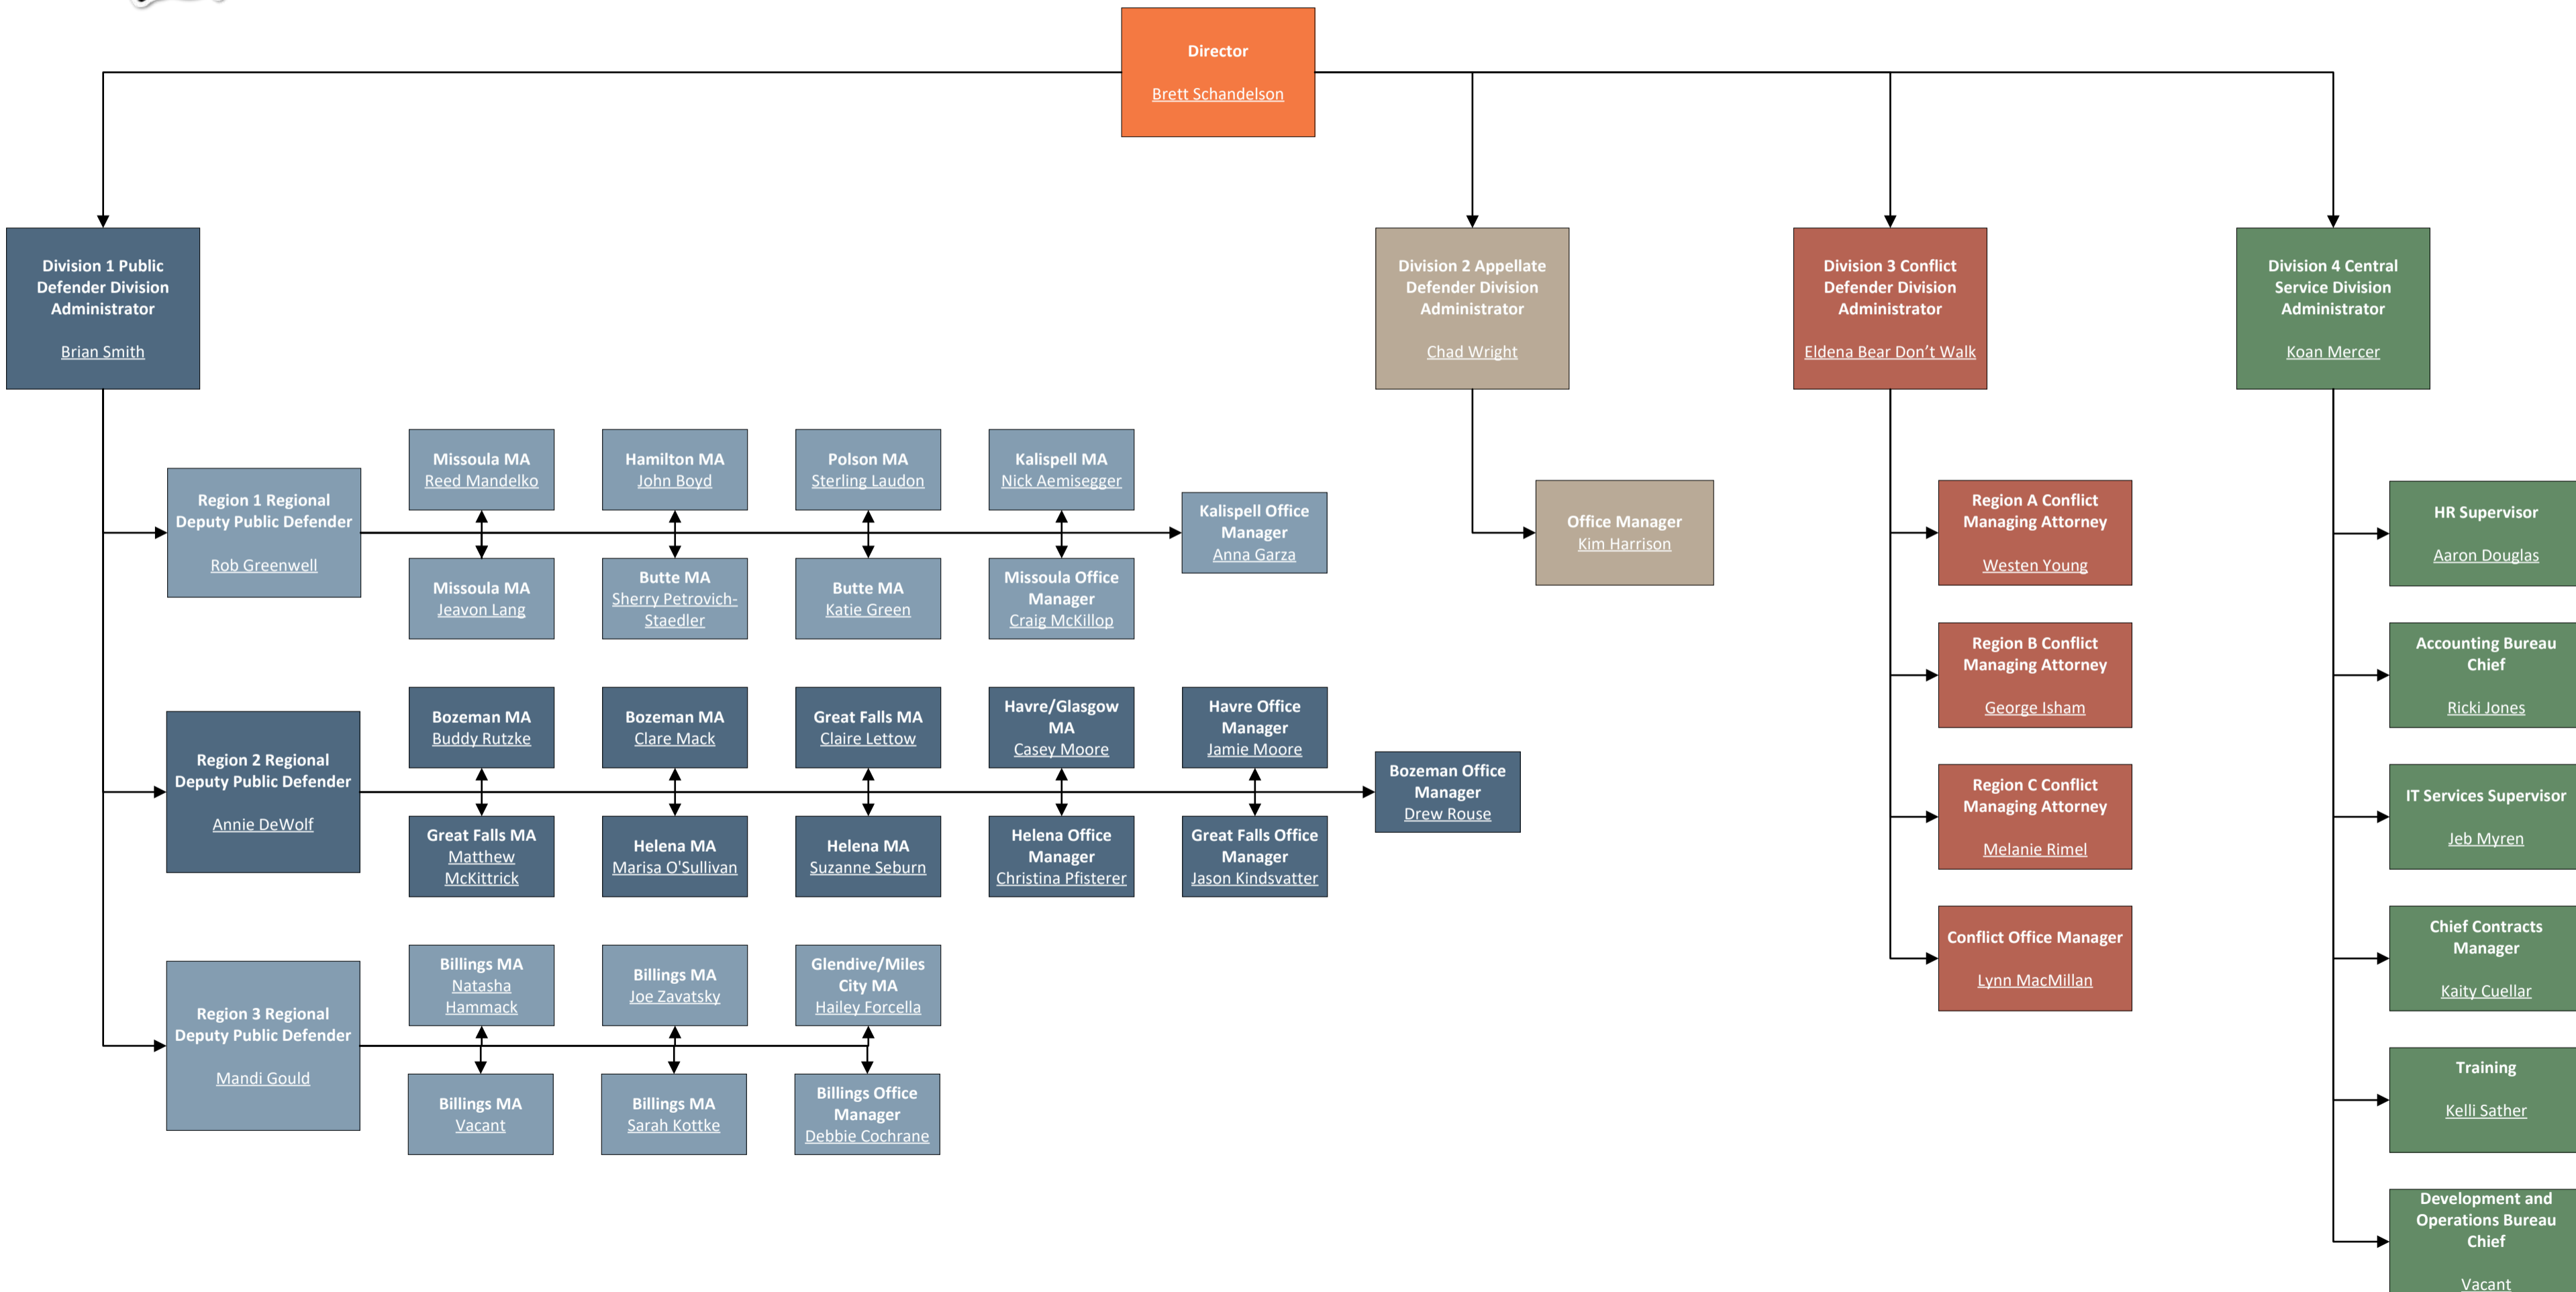 Director
Brett Schandelson
Division 1 Public
Defender Division
Administrator
Brian Smith
Division 2 Appellate
Defender Division
Administrator
Chad Wright
Division 3 Conflict
Defender Division
Administrator
Eldena Bear Don’t Walk
Division 4 Central
Service Division
Administrator
Koan Mercer
Region 1 Regional
Deputy Public Defender
Rob Greenwell
Missoula MA
Reed Mandelko
Hamilton MA
John Boyd
Polson MA
Sterling Laudon
Kalispell MA
Nick Aemisegger
Kalispell Office
Manager
Anna Garza
Missoula MA
Jeavon Lang
Butte MA
Sherry Petrovich-
Staedler
Butte MA
Katie Green
Missoula Office
Manager
Craig McKillop
Region 2 Regional
Deputy Public Defender
Annie DeWolf
Bozeman MA
Buddy Rutzke
Bozeman MA
Clare Mack
Great Falls MA
Claire Lettow
Havre/Glasgow
MA
Casey Moore
Havre Office
Manager
Jamie Moore
Bozeman Office
Manager
Drew Rouse
Great Falls MA
Matthew
McKittrick
Helena MA
Marisa O'Sullivan
Helena MA
Suzanne Seburn
Helena Office
Manager
Christina Pfisterer
Great Falls Office
Manager
Jason Kindsvatter
Region 3 Regional
Deputy Public Defender
Mandi Gould
Billings MA
Natasha
Hammack
Billings MA
Joe Zavatsky
Glendive/Miles
City MA
Hailey Forcella
Billings MA
Vacant
Billings MA
Sarah Kottke
Billings Office
Manager
Debbie Cochrane
Office Manager
Kim Harrison
Region A Conflict
Managing Attorney
Westen Young
Region B Conflict
Managing Attorney
George Isham
Region C Conflict
Managing Attorney
Melanie Rimel
Conflict Office Manager
Lynn MacMillan
HR Supervisor
Aaron Douglas
Accounting Bureau
Chief
Ricki Jones
IT Services Supervisor
Jeb Myren
Chief Contracts
Manager
Kaity Cuellar
Training
Kelli Sather
Development and
Operations Bureau
Chief
Vacant